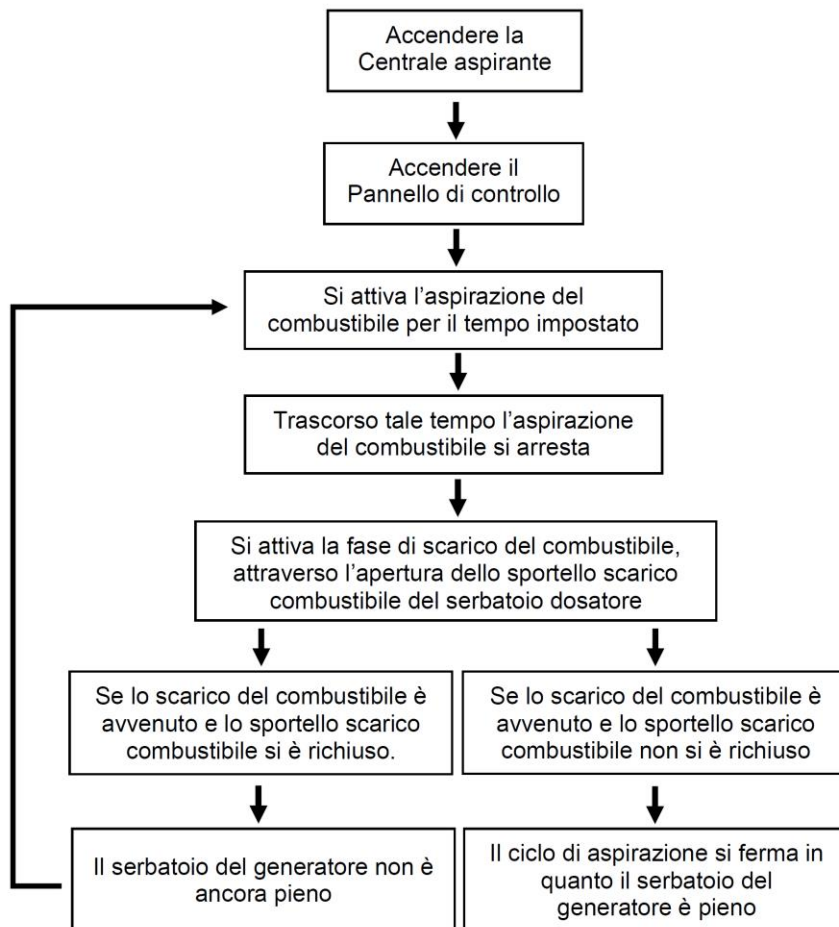 Accendere la
Centrale aspirante
Accendere il
Pannello di controllo
Si attiva l’aspirazione del
combustibile per il tempo impostato
Trascorso tale tempo l’aspirazione
del combustibile si arresta
Si attiva la fase di scarico del combustibile,
attraverso l’apertura dello sportello scarico
combustibile del serbatoio dosatore
Se lo scarico del combustibile è
avvenuto e lo sportello scarico
combustibile si è richiuso.
Se lo scarico del combustibile è
avvenuto e lo sportello scarico
combustibile non si è richiuso
Il serbatoio del generatore non è
ancora pieno
Il ciclo di aspirazione si ferma in
quanto il serbatoio del
generatore è pieno